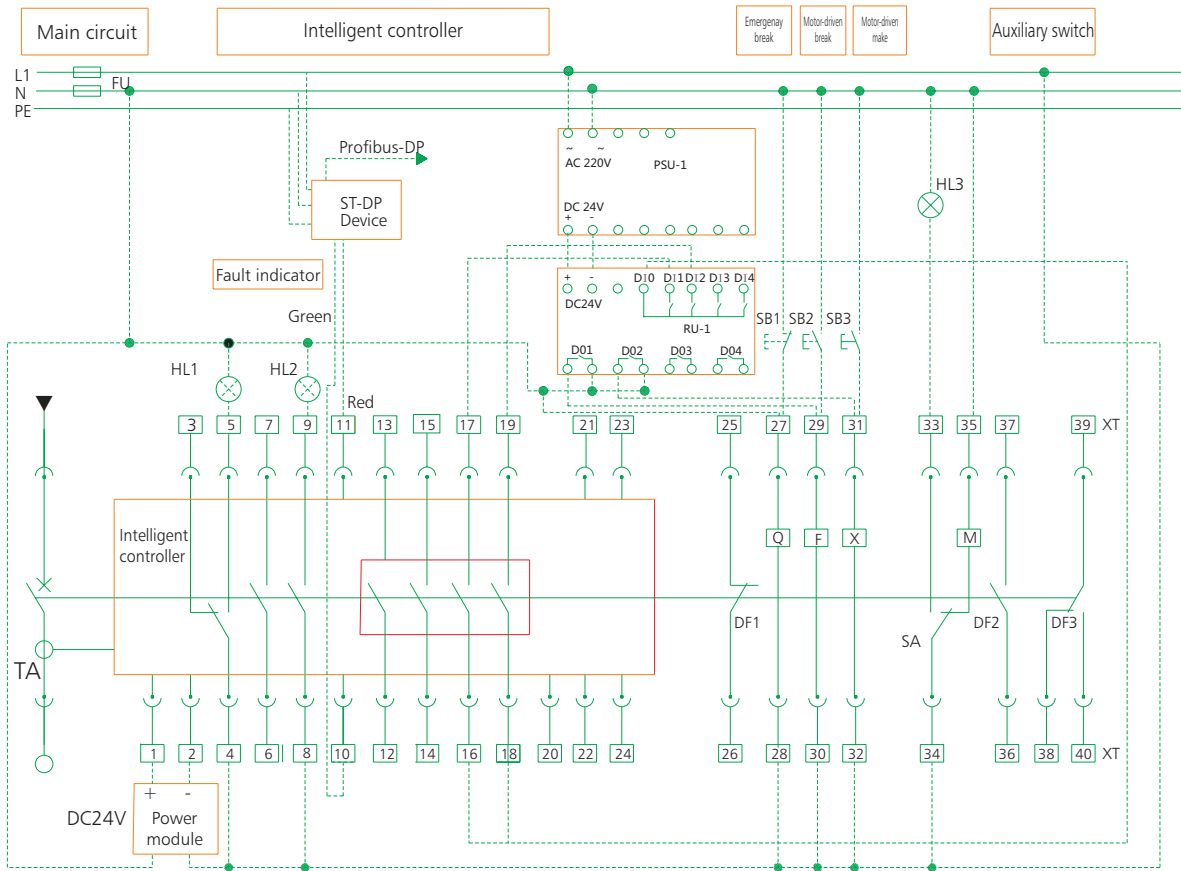 Main circuit
Intelligent controller
Emergenay
break
Motor-driven
break
Motor-driven
make
Auxiliary switch
L1
FU
N
PE
Profibus-DP
ST-DP
Device
~ ~
AC 220V
PSU-1
DC 24V
+ -
HL3
Fault indicator
+ -
DI0 DI1 DI2 DI3 DI4
DC24V
RU-1
Green
SB1 SB2 SB3
D01 D02 D03 D04
HL1 HL2
Red
3 5 7 9 11 13 15 17 19 21 23 25 27 29 31 33 35 37 39 XT
Intelligent
controller
Q F X M
DF1 SA DF2 DF3
TA
1 2 4 6 8 10 12 14 16 18 20 22 24 26 28 30 32 34 36 38 40 XT
+ -
DC24V
Power
module